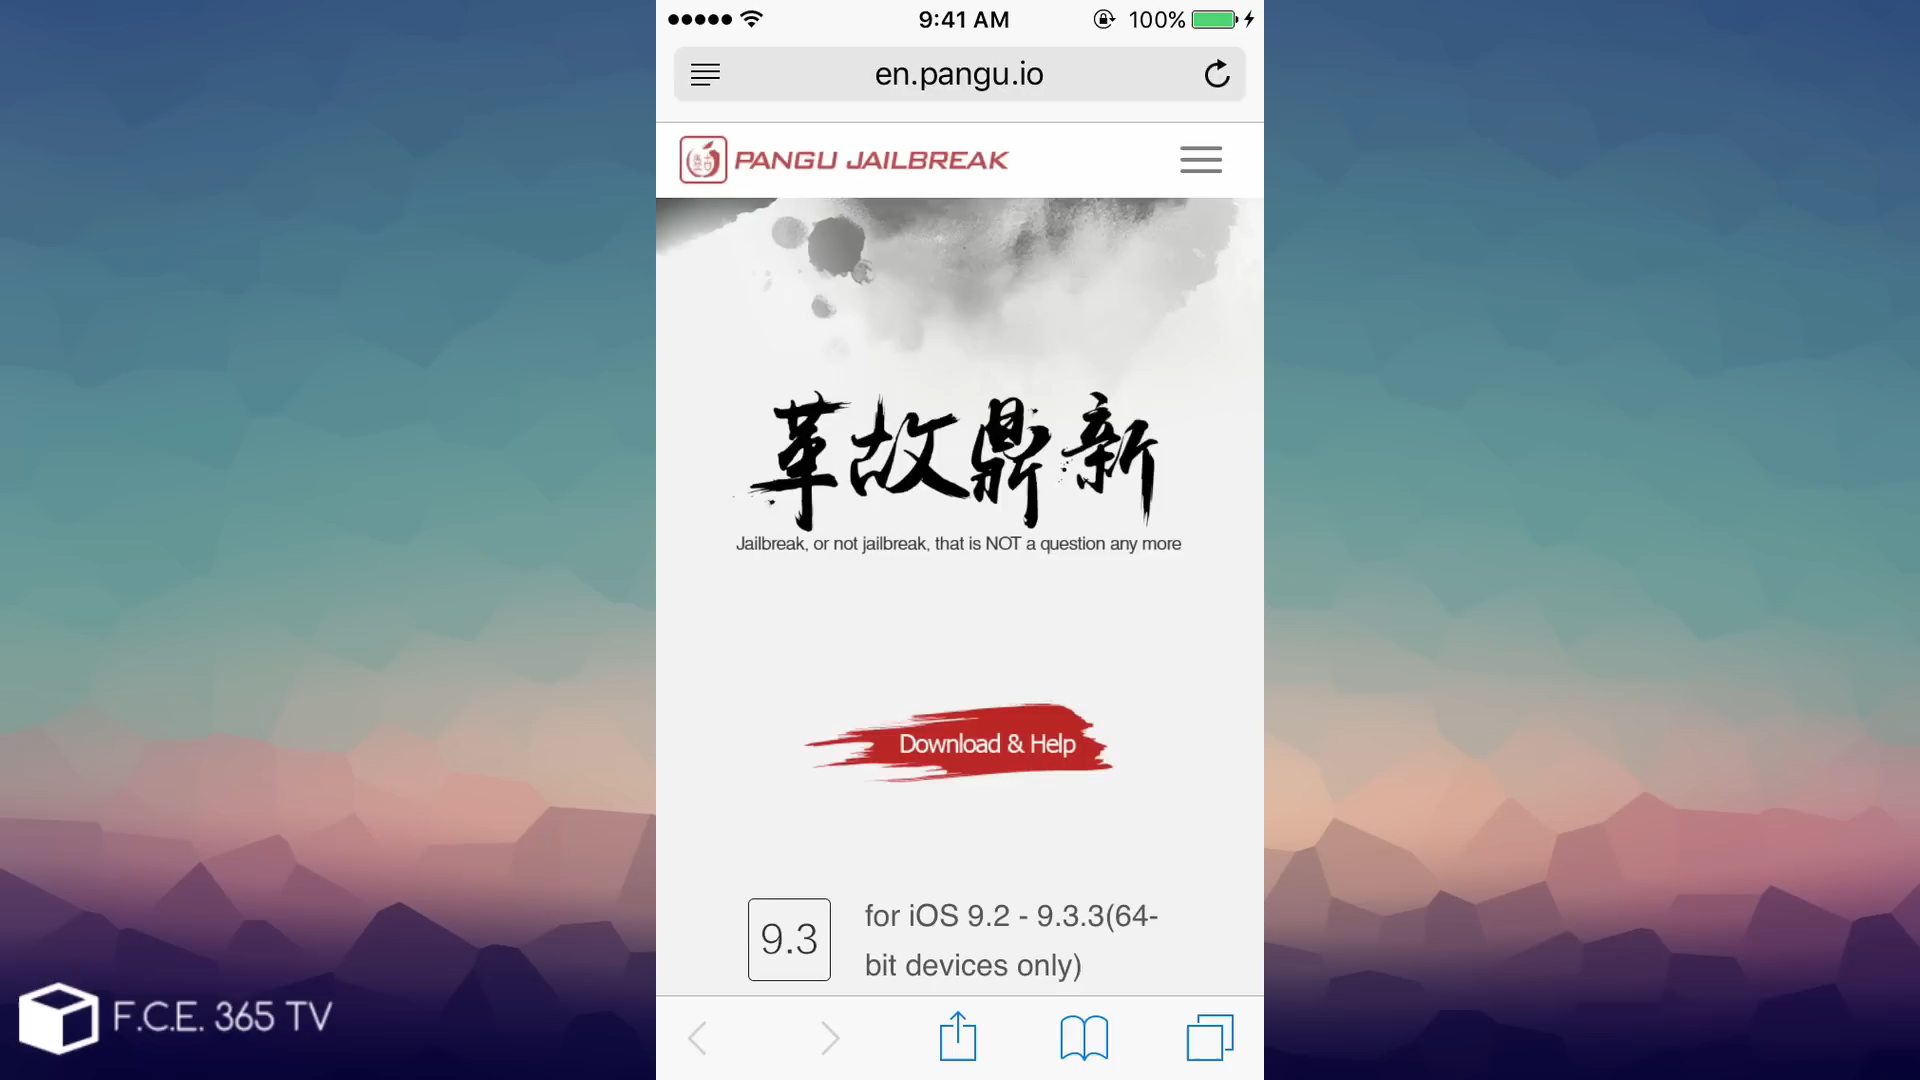 9:41 AM
100%
en.pangu.io
PANGU JAILBREAK
革故鼎新
Jailbreak, or not jailbreak, that is NOT a question any more
Download & Help
9.3
for iOS 9.2 - 9.3.3(64-
bit devices only)
F.C.E. 365 TV